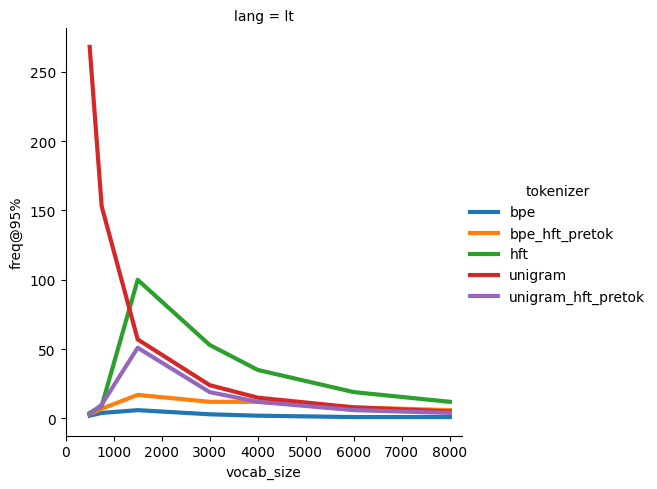 lang = lt
freq@95%
250
200
150
100
50
0
0 1000 2000 3000 4000 5000 6000 7000 8000
vocab_size
tokenizer
bpe
bpe_hft_pretok
hft
unigram
unigram_hft_pretok